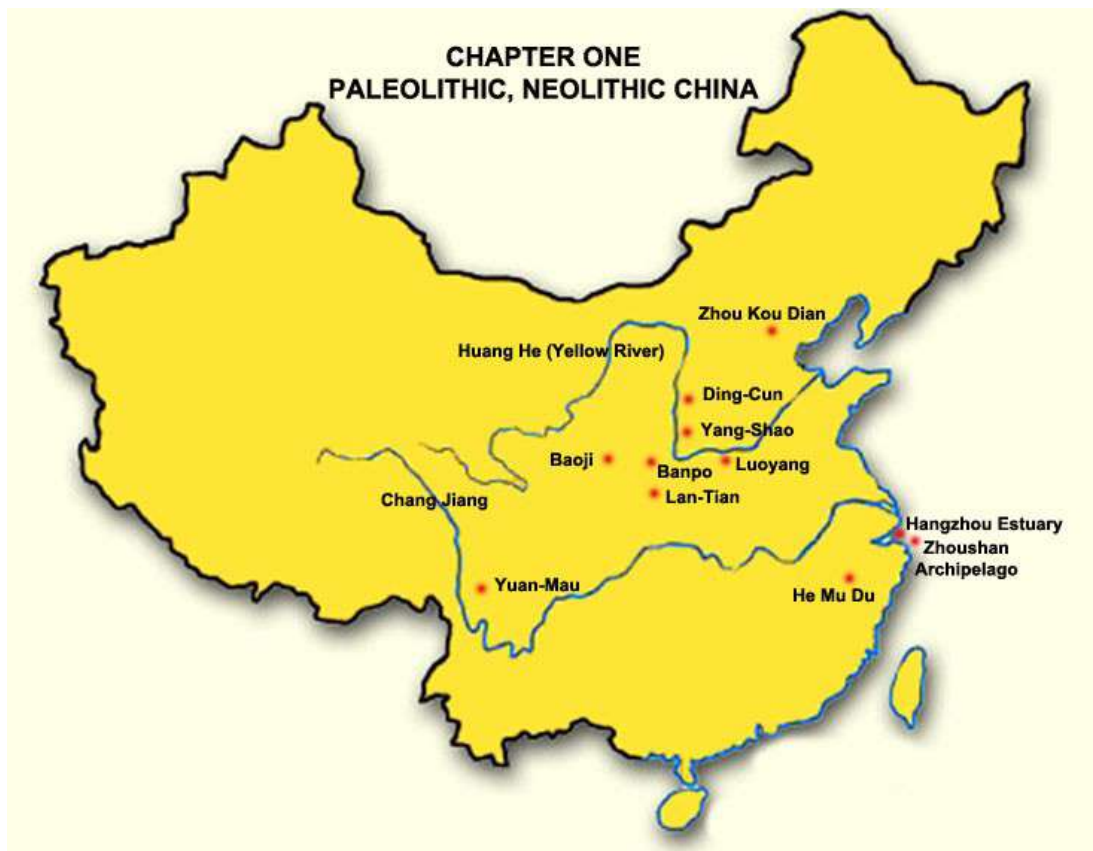 CHAPTER ONE
PALEOLITHIC, NEOLITHIC CHINA
Zhou Kou Dian
Huang He (Yellow River)
Ding-Cun
Yang-Shao
Baoji
Banpo
Luoyang
Chang Jiang
Lan-Tian
Hangzhou Estuary
Zhoushan
Archipelago
Yuan-Mau
He Mu Du